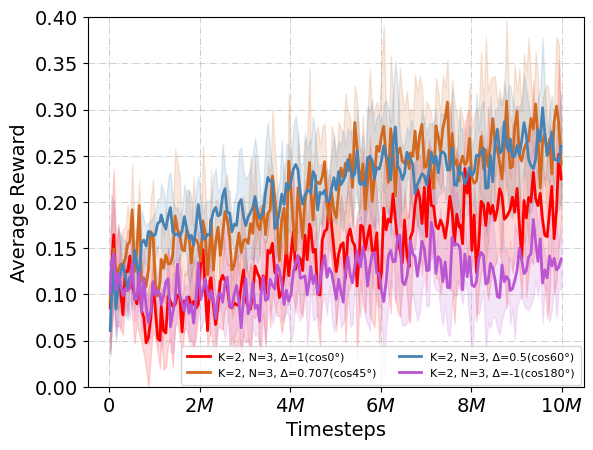 0.40
0.35
0.30
0.25
0.20
0.15
0.10
0.05
0.00
Average Reward
K=2, N=3, Δ=1(cos0°)
K=2, N=3, Δ=0.707(cos45°)
K=2, N=3, Δ=0.5(cos60°)
K=2, N=3, Δ=-1(cos180°)
0 2M 4M 6M 8M 10M
Timesteps